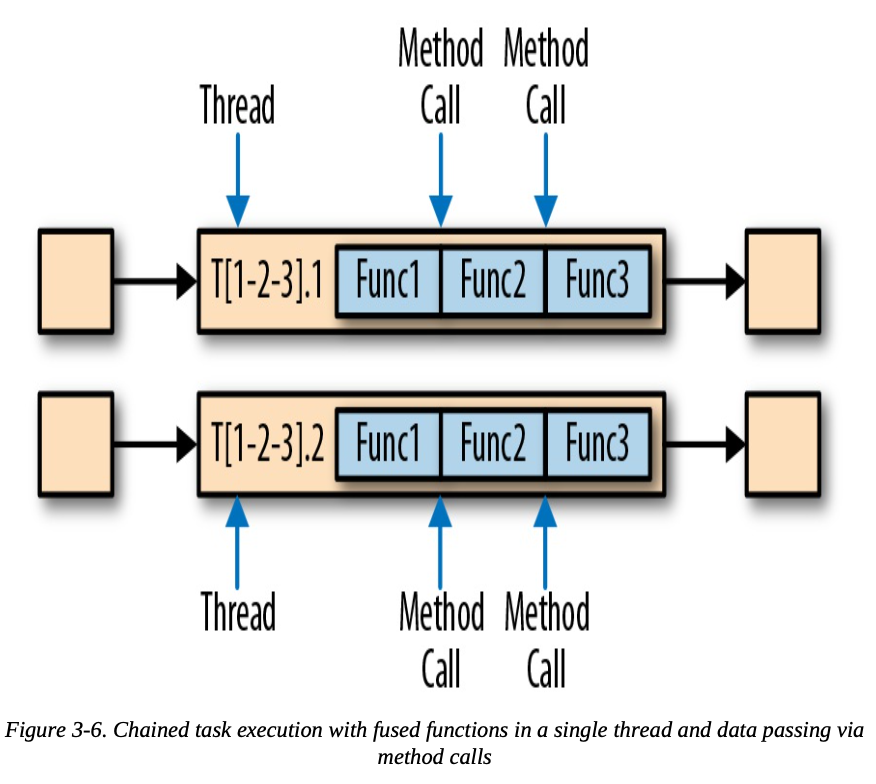 Method Method
Call Call
Thread
T[1-2-3].1 Func1 Func2 Func3
T[1-2-3].2 Func1 Func2 Func3
Thread Method Method
Call Call
Figure 3-6. Chained task execution with fused functions in a single thread and data passing via
method calls